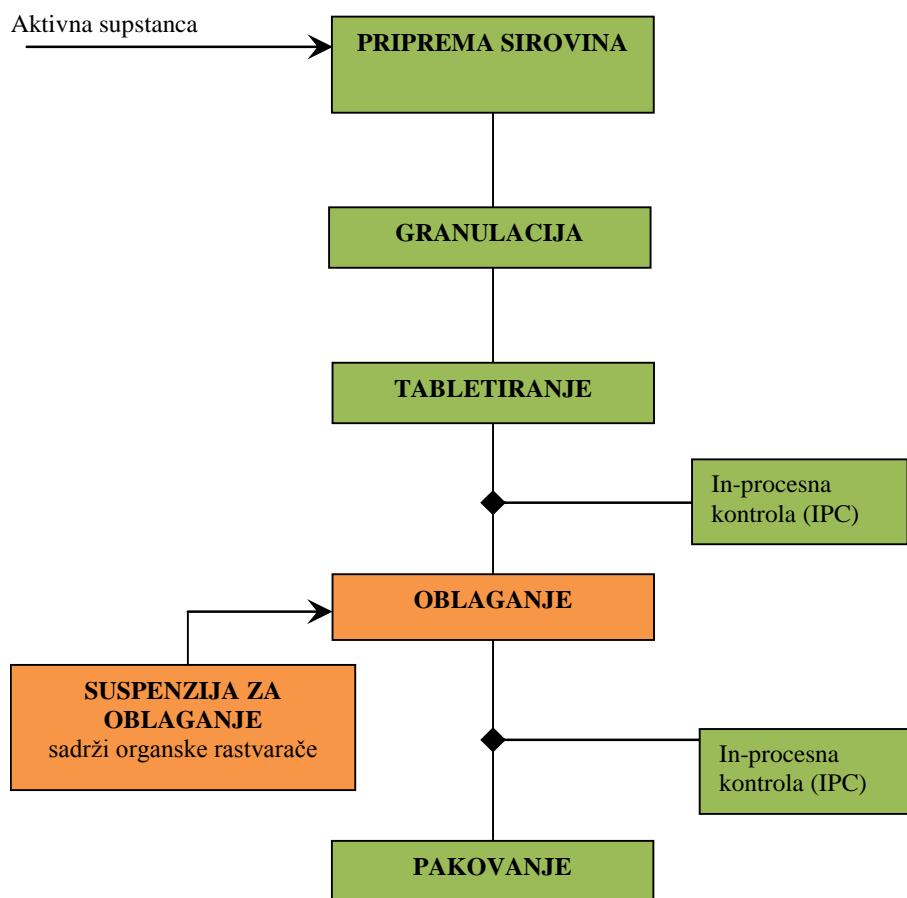 Aktivna supstanca
PRIPREMA SIROVINA
GRANULACIJA
TABLETIRANJE
In-procesna
kontrola (IPC)
OBLAGANJE
SUSPENZIJA ZA
OBLAGANJE
sadrži organske rastvarače
In-procesna
kontrola (IPC)
PAKOVANJE